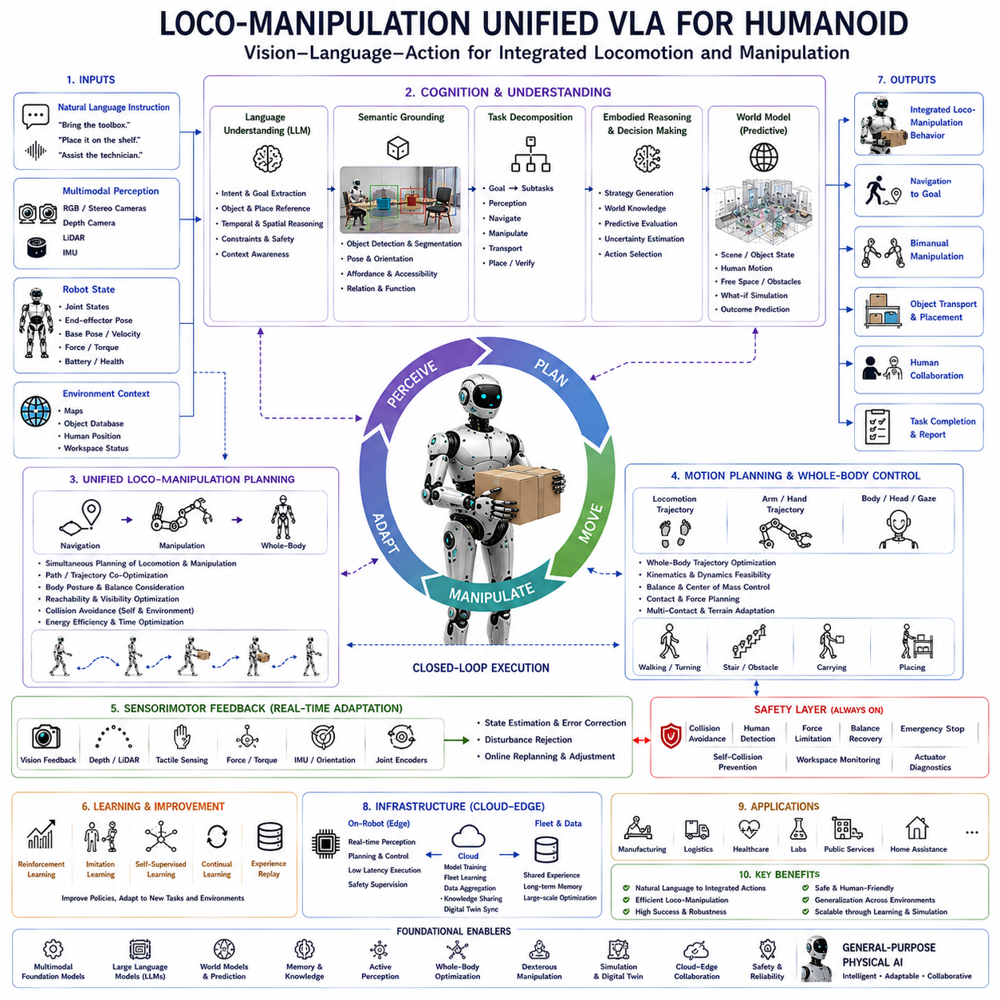 LOCO-MANIPULATION UNIFIED VLA FOR HUMANOID
Vision–Language–Action for Integrated Locomotion and Manipulation
1. INPUTS
Natural Language Instruction
"Bring the toolbox."
"Place it on the shelf."
"Assist the technician."
Multimodal Perception
RGB / Stereo Cameras
Depth Camera
LiDAR
IMU
Robot State
• Joint States
• End-effector Pose
• Base Pose / Velocity
• Force / Torque
• Battery / Health
Environment Context
• Maps
• Object Database
• Human Position
• Workspace Status
2. COGNITION & UNDERSTANDING
Language
Understanding (LLM)
• Intent & Goal Extraction
• Object & Place Reference
• Temporal & Spatial Reasoning
• Constraints & Safety
• Context Awareness
Semantic Grounding
• Object Detection & Segmentation
• Pose & Orientation
• Affordance & Accessibility
• Relation & Function
Task Decomposition
• Goal → Subtasks
• Perception
• Navigate
• Manipulate
• Transport
• Place / Verify
Embodied Reasoning
& Decision Making
• Strategy Generation
• World Knowledge
• Predictive Evaluation
• Uncertainty Estimation
• Action Selection
World Model
(Predictive)
• Scene / Object State
• Human Motion
• Free Space / Obstacles
• What-if Simulation
• Outcome Prediction
7. OUTPUTS
Integrated Loco-
Manipulation
Behavior
Navigation
to Goal
Bimanual
Manipulation
Object Transport
& Placement
Human
Collaboration
Task Completion
& Report
PERCEIVE
PLAN
MOVE
MANIPULATE
ADAPT
CLOSED-LOOP EXECUTION
3. UNIFIED LOCO-MANIPULATION PLANNING
Navigation
Manipulation
Whole-Body
• Simultaneous Planning of Locomotion & Manipulation
• Path / Trajectory Co-Optimization
• Body Posture & Balance Consideration
• Reachability & Visibility Optimization
• Collision Avoidance (Self & Environment)
• Energy Efficiency & Time Optimization
4. MOTION PLANNING & WHOLE-BODY CONTROL
Locomotion
Trajectory
Arm / Hand
Trajectory
Body / Head / Gaze
• Whole-Body Trajectory Optimization
• Kinematics & Dynamics Feasibility
• Balance & Center of Mass Control
• Contact & Force Planning
• Multi-Contact & Terrain Adaptation
Walking / Turning
Stair / Obstacle
Carrying
Placing
5. SENSORIMOTOR FEEDBACK (REAL-TIME ADAPTATION)
Vision Feedback
Depth / LiDAR
Tactile Sensing
Force / Torque
IMU / Orientation
Joint Encoders
• State Estimation & Error Correction
• Disturbance Rejection
• Online Replanning & Adjustment
SAFETY LAYER (ALWAYS ON)
Collision
Avoidance
Human
Detection
Force
Limitation
Balance
Recovery
Emergency Stop
Self-Collision
Prevention
Workspace Monitoring
Actuator
Diagnostics
6. LEARNING & IMPROVEMENT
Reinforcement
Learning
Imitation
Learning
Self-Supervised
Learning
Continual
Learning
Experience
Replay
Improve Policies, Adapt to New Tasks and Environments
8. INFRASTRUCTURE (CLOUD–EDGE)
On-Robot (Edge)
Real-time Perception
Planning & Control
Low Latency Execution
Safety Supervision
Cloud
Model Training
Fleet Learning
Data Aggregation
• Knowledge Sharing
Digital Twin Sync
Fleet & Data
Shared Experience
Long-term Memory
Large-scale Optimization
9. APPLICATIONS
Manufacturing
Logistics
Healthcare
Labs
Public Services
Home Assistance
...
10. KEY BENEFITS
Natural Language to Integrated Actions
Efficient Loco-Manipulation
High Success & Robustness
Safe & Human-Friendly
Generalization Across Environments
Scalable through Learning & Simulation
FOUNDATIONAL ENABLERS
Multimodal
Foundation Models
Large Language
Models (LLMs)
World Models
& Prediction
Memory &
Knowledge
Active
Perception
Whole-Body
Optimization
Dexterous
Manipulation
Simulation
& Digital Twin
Cloud–Edge
Collaboration
Safety &
Reliability
GENERAL-PURPOSE
PHYSICAL AI
Intelligent • Adaptable • Collaborative